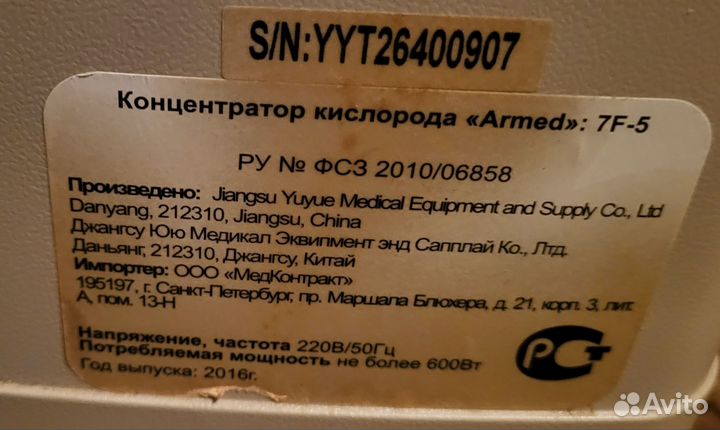 S/N:YYT26400907
Концентратор кислорода «Armed»: 7F-5
РУ № ФСЗ 2010/06858
Произведено: Jiangsu Yuyue Medical Equipment and Supply Co., Ltd
Danyang, 212310, Jiangsu, China
Джангсу Юю Медикал Эквипмент энд Сапплай Ко., Лтд.
Даньянг, 212310, Джангсу, Китай
Импортер: ООО «МедКонтракт»
195197, г. Санкт-Петербург, пр. Маршала Блюхера, д. 21, корп. 3, лит.
А, пом. 13-Н
Напряжение, частота 220В/50Гц
Потребляемая мощность не более 600Вт
Год выпуска: 2016г.
РСТ
Avito